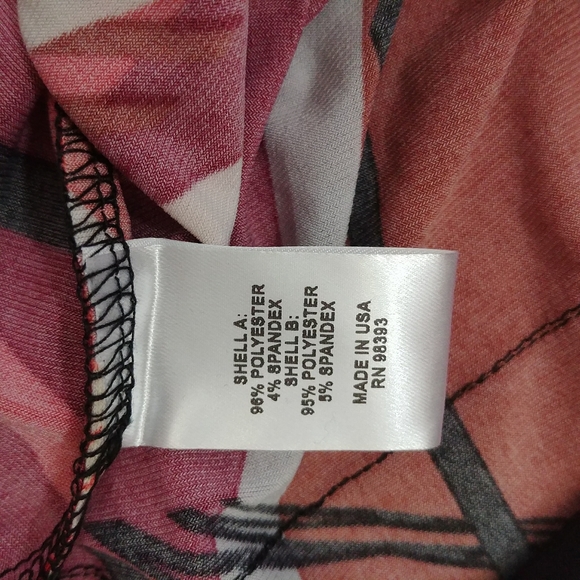 SHELL A:
96% POLYESTER
4% SPANDEX
SHELL B:
95% POLYESTER
5% SPANDEX
MADE IN USA
RN 98393